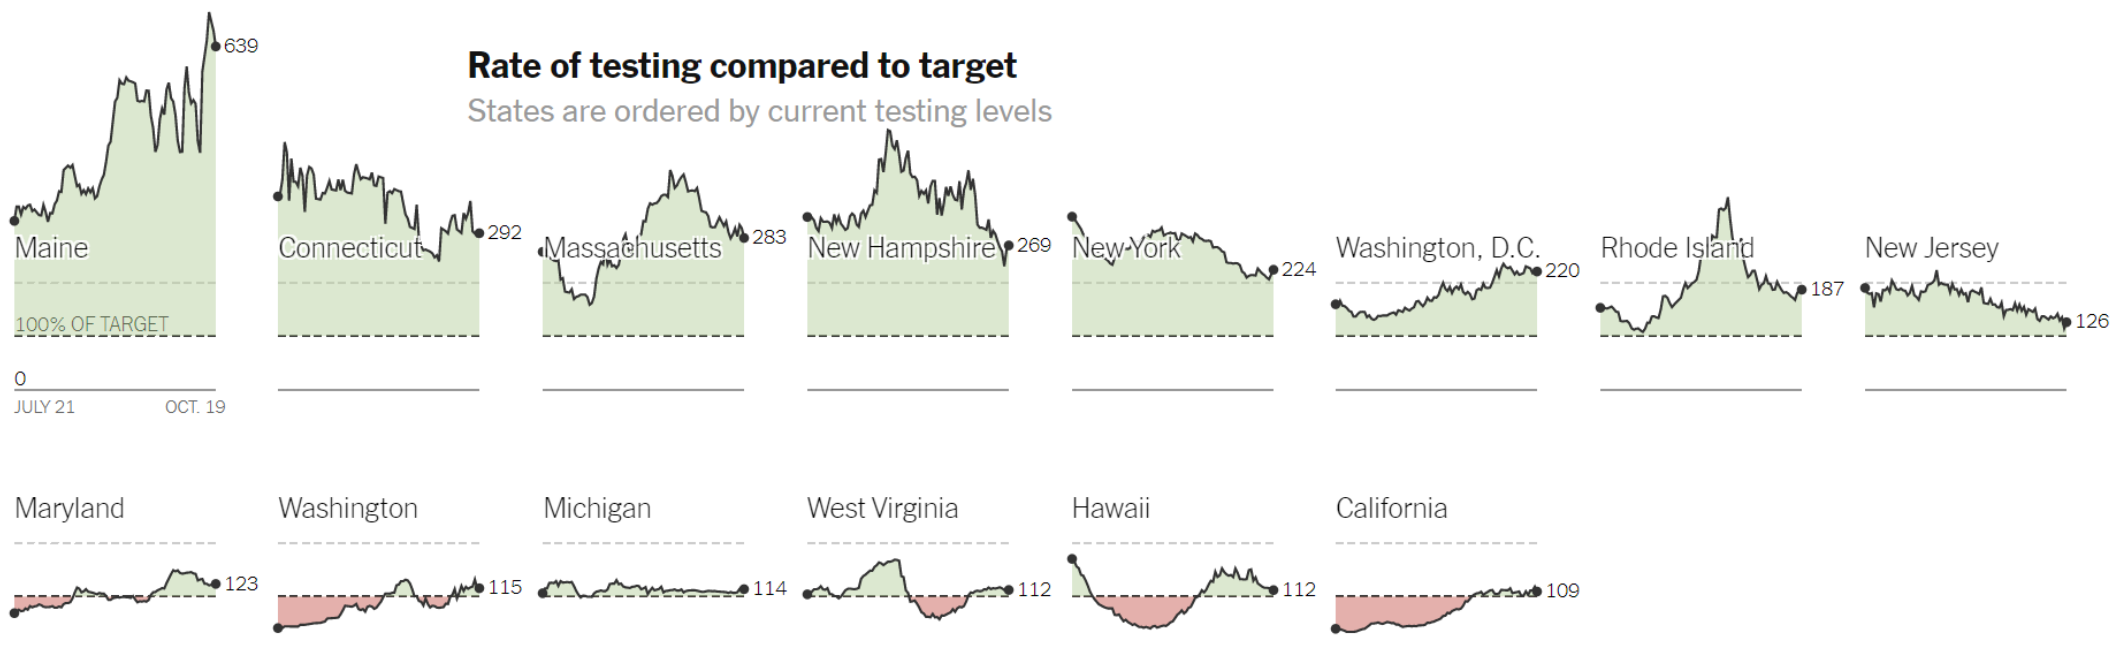 639
Rate of testing compared to target
States are ordered by current testing levels
292
283
269
224
220
187
126
Maine
Connecticut
Massachusetts
New Hampshire
New York
Washington, D.C.
Rhode Island
New Jersey
100% OF TARGET
0
JULY 21
OCT. 19
Maryland
Washington
Michigan
West Virginia
Hawaii
California
123
115
114
112
112
109